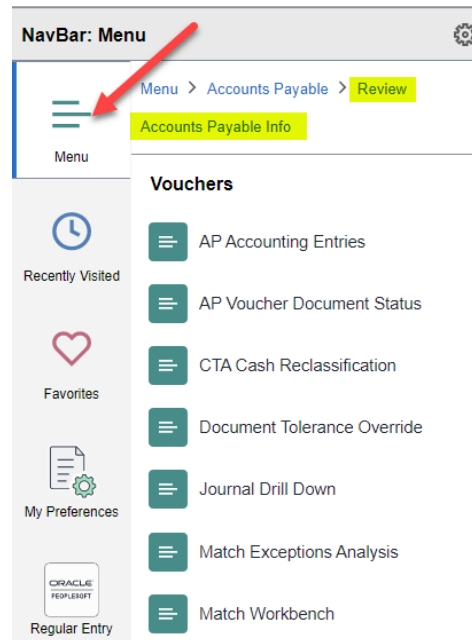 NavBar: Menu
Menu > Accounts Payable > Review
Accounts Payable Info
Menu
Vouchers
AP Accounting Entries
Recently Visited
AP Voucher Document Status
CTA Cash Reclassification
Favorites
Document Tolerance Override
Journal Drill Down
My Preferences
Match Exceptions Analysis
ORACLE
PEOPLESOFT
Match Workbench
Regular Entry